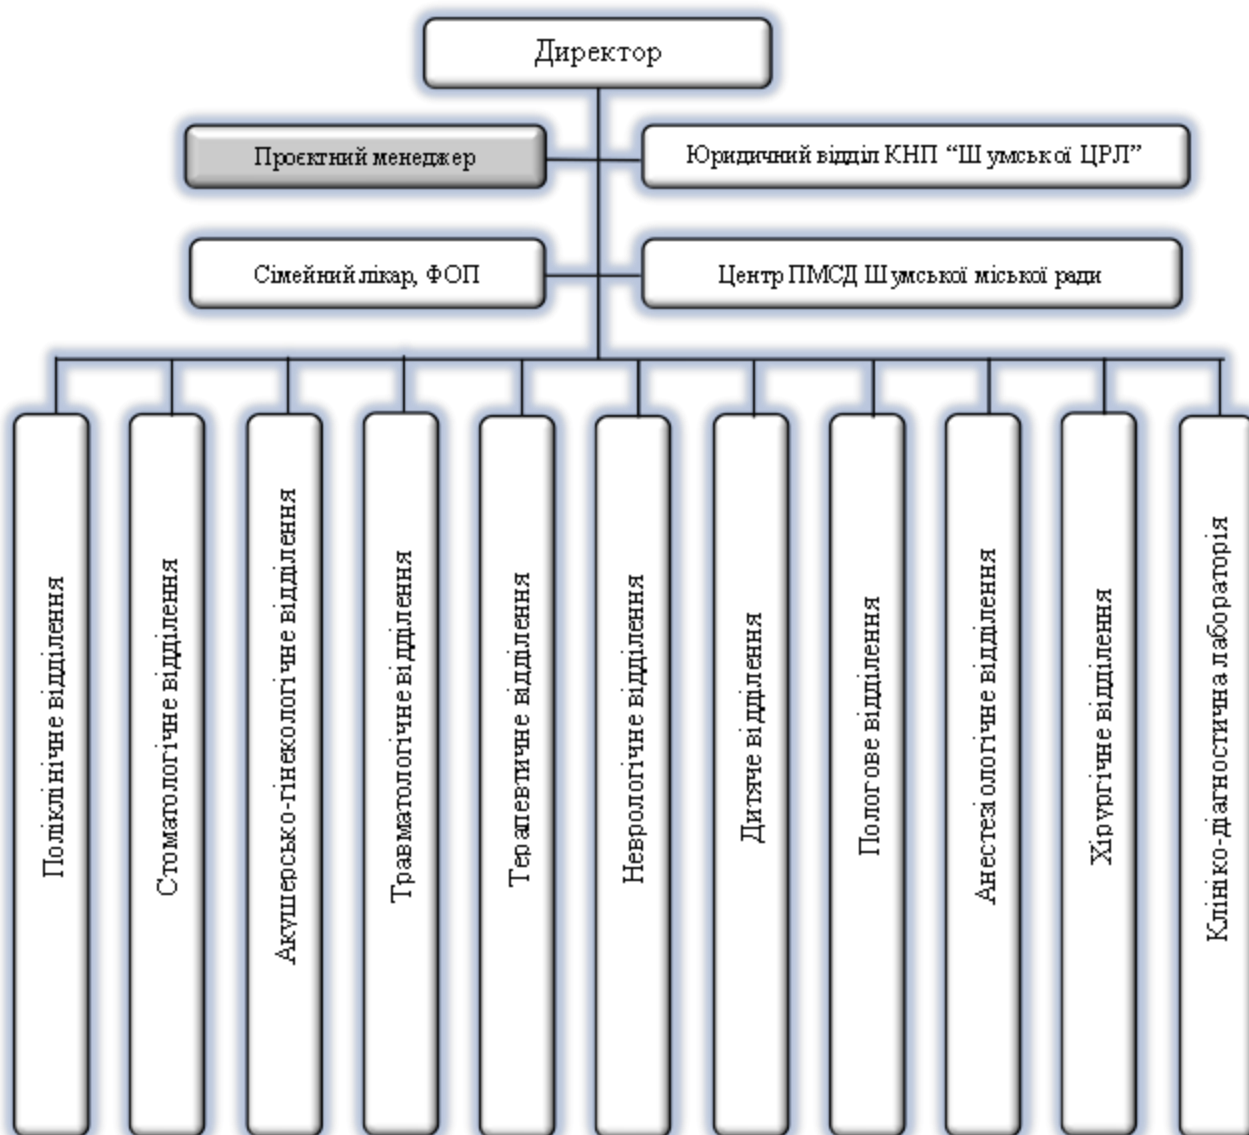 Директор
Проєктний менеджер
Юридичний відділ КНП “Шумської ЦРЛ”
Сімейний лікар, ФОП
Центр ПМСД Шумської міської ради
Поліклінічне відділення
Стоматологічне відділення
Акушерсько-гінекологічне відділення
Травматологічне відділення
Терапевтичне відділення
Неврологічне відділення
Дитяче відділення
Пологове відділення
Анестезіологічне відділення
Хірургічне відділення
Клініко-діагностична лабораторія